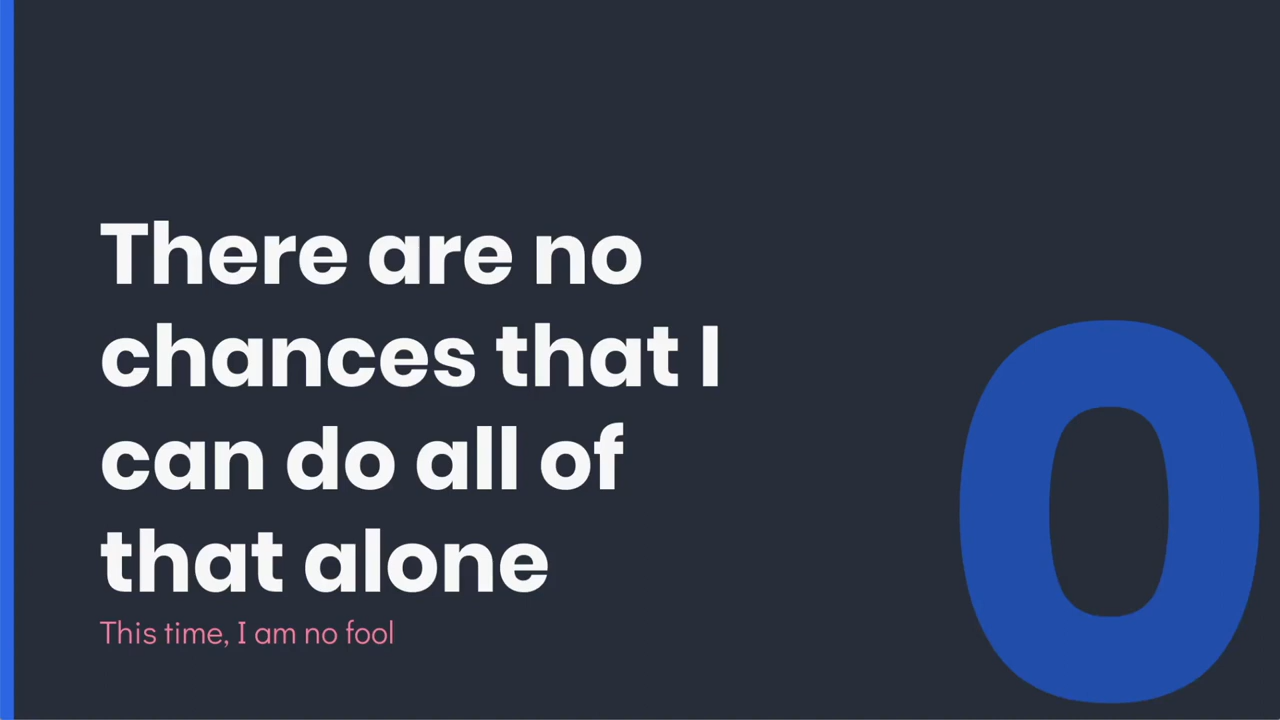 There are no
chances that I
can do all of
that alone
This time, I am no fool
0